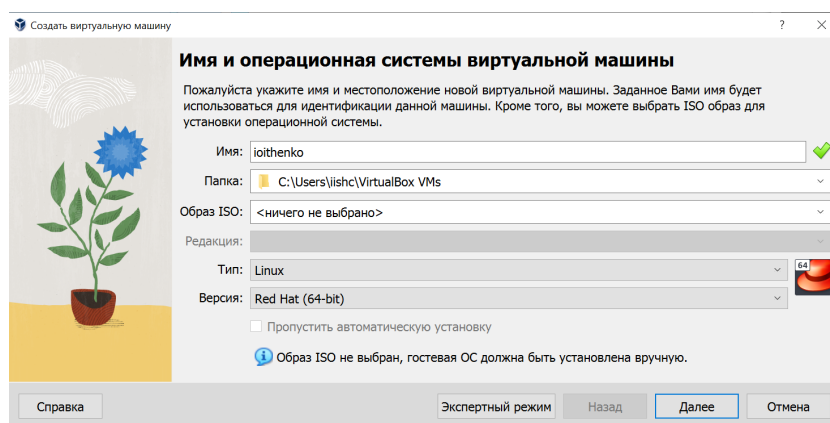 Создать виртуальную машину
?
Имя и операционная системы виртуальной машины
Пожалуйста укажите имя и местоположение новой виртуальной машины. Заданное Вами имя будет
использоваться для идентификации данной машины. Кроме того, вы можете выбрать ISO образ для
установки операционной системы.
Имя: ioithenko
Папка: C:\Users\iishc\VirtualBox VMs
Образ ISO: <ничего не выбрано>
Редакция:
Тип: Linux
64
Версия: Red Hat (64-bit)
Пропустить автоматическую установку
Образ ISO не выбран, гостевая ОС должна быть установлена вручную.
Справка Экспертный режим Назад Далее Отмена